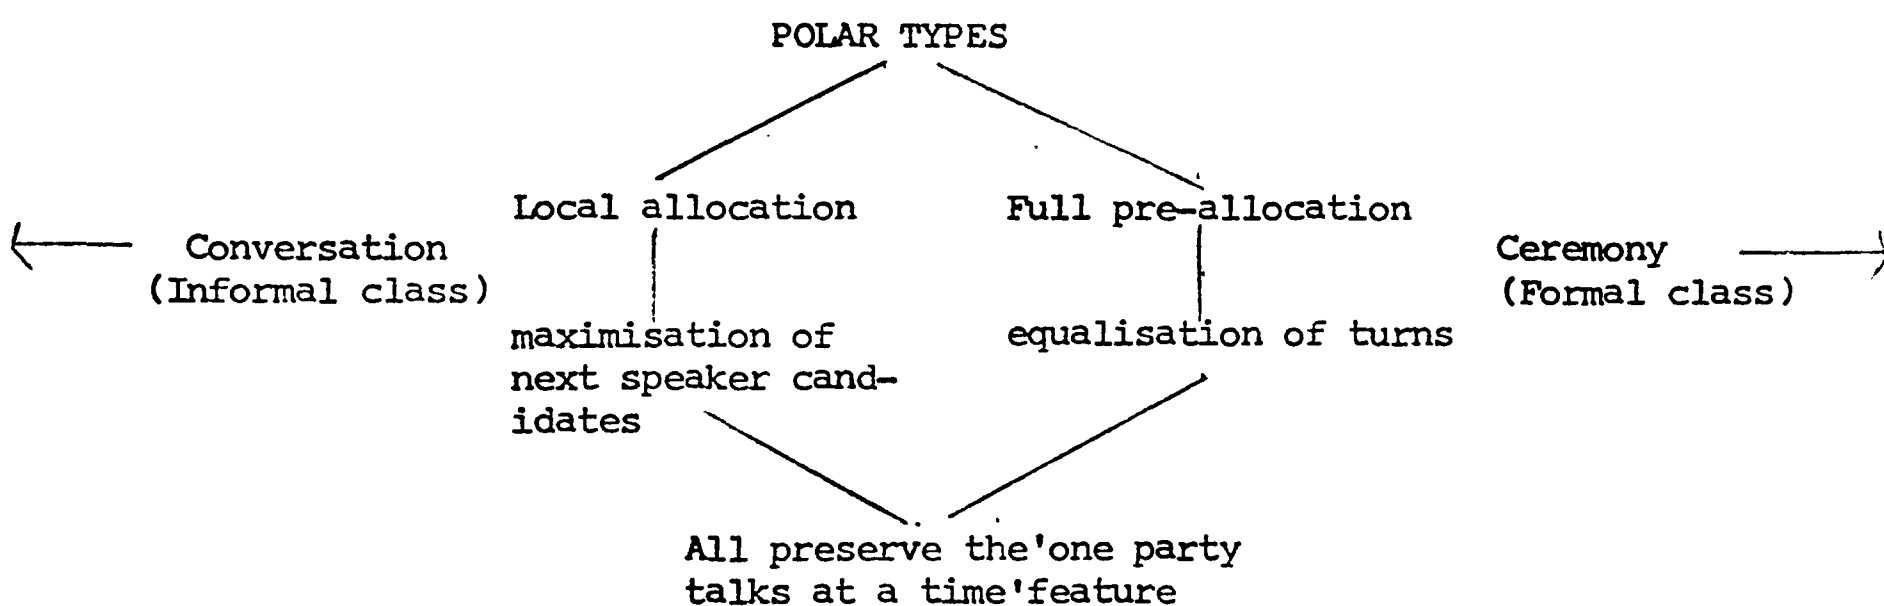 POLAR TYPES
Local allocation
Full pre-allocation
Conversation
(Informal class)
Ceremony
(Formal class)
maximisation of
next speaker cand-
idates
equalisation of turns
All preserve the'one party
talks at a time'feature